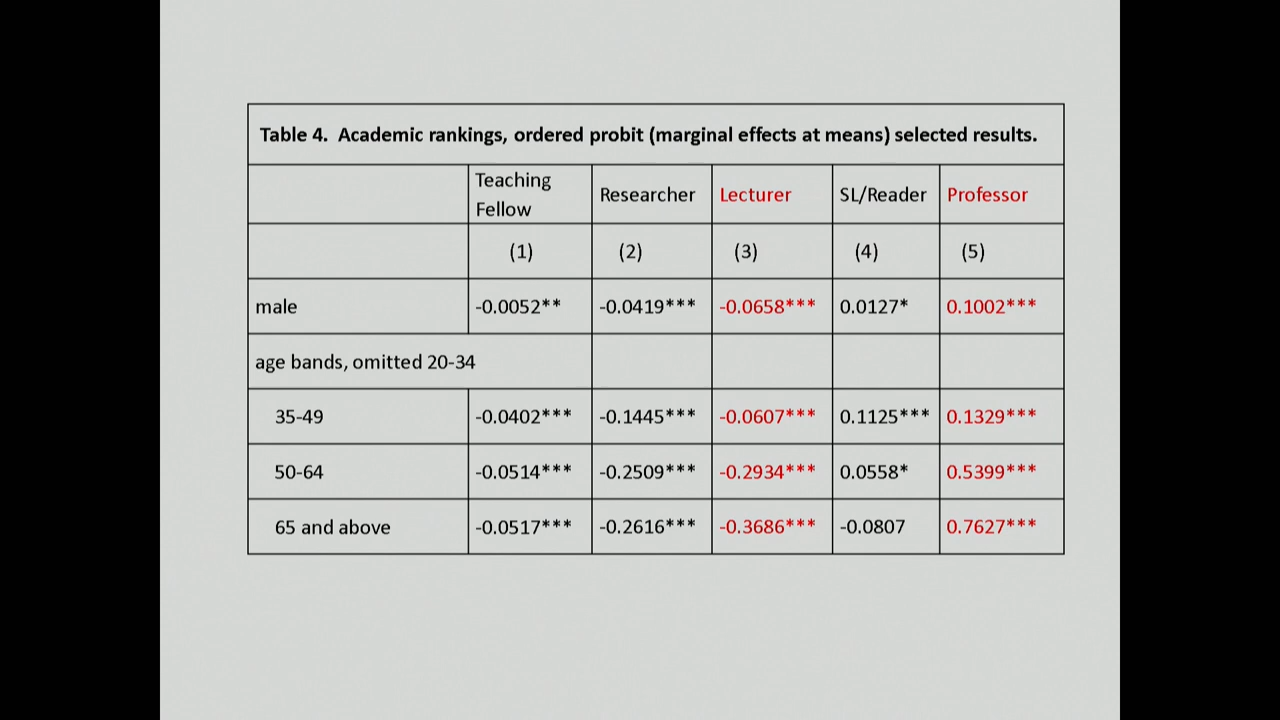 Table 4. Academic rankings, ordered probit (marginal effects at means) selected results.
Teaching Fellow Researcher Lecturer SL/Reader Professor
(1) (2) (3) (4) (5)
male -0.0052** -0.0419*** -0.0658*** 0.0127* 0.1002***
age bands, omitted 20-34
35-49 -0.0402*** -0.1445*** -0.0607*** 0.1125*** 0.1329***
50-64 -0.0514*** -0.2509*** -0.2934*** 0.0558* 0.5399***
65 and above -0.0517*** -0.2616*** -0.3686*** -0.0807 0.7627***